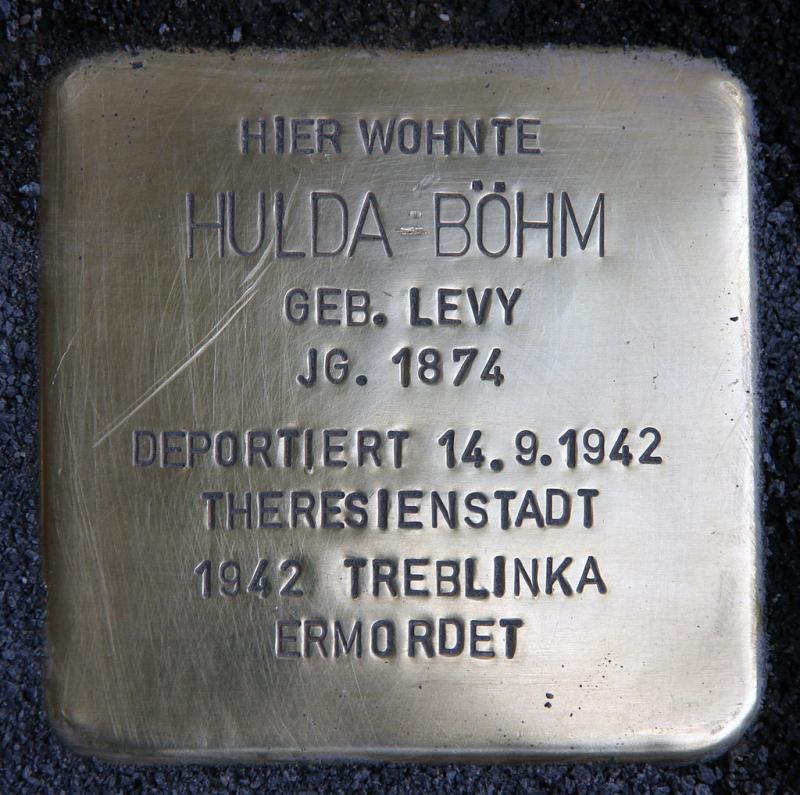 HIER WOHNTE
HULDA BÖHM
GEB. LEVY
JG. 1874
DEPORTIERT 14.9.1942
THERESIENSTADT
1942 TREBLINKA
ERMORDET